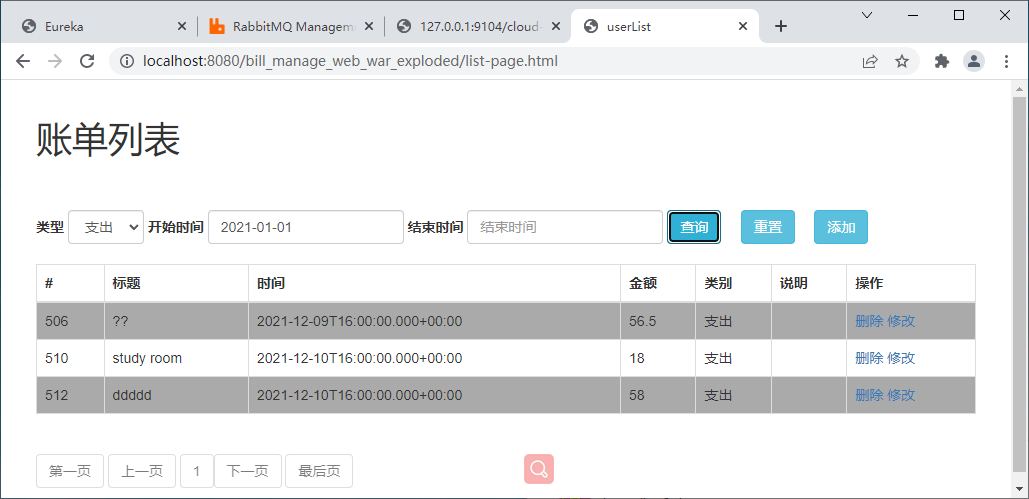 Eureka RabbitMQ Managem 127.0.0.1:9104/cloud- userList
localhost:8080/bill_manage_web_war_exploded/list-page.html
账单列表
类型 支出 开始时间 2021-01-01 结束时间 结束时间 查询 重置 添加
# 标题 时间 金额 类别 说明 操作
506 ?? 2021-12-09T16:00:00.000+00:00 56.5 支出 删除 修改
510 study room 2021-12-10T16:00:00.000+00:00 18 支出 删除 修改
512 ddddd 2021-12-10T16:00:00.000+00:00 58 支出 删除 修改
第一页 上一页 1 下一页 最后页